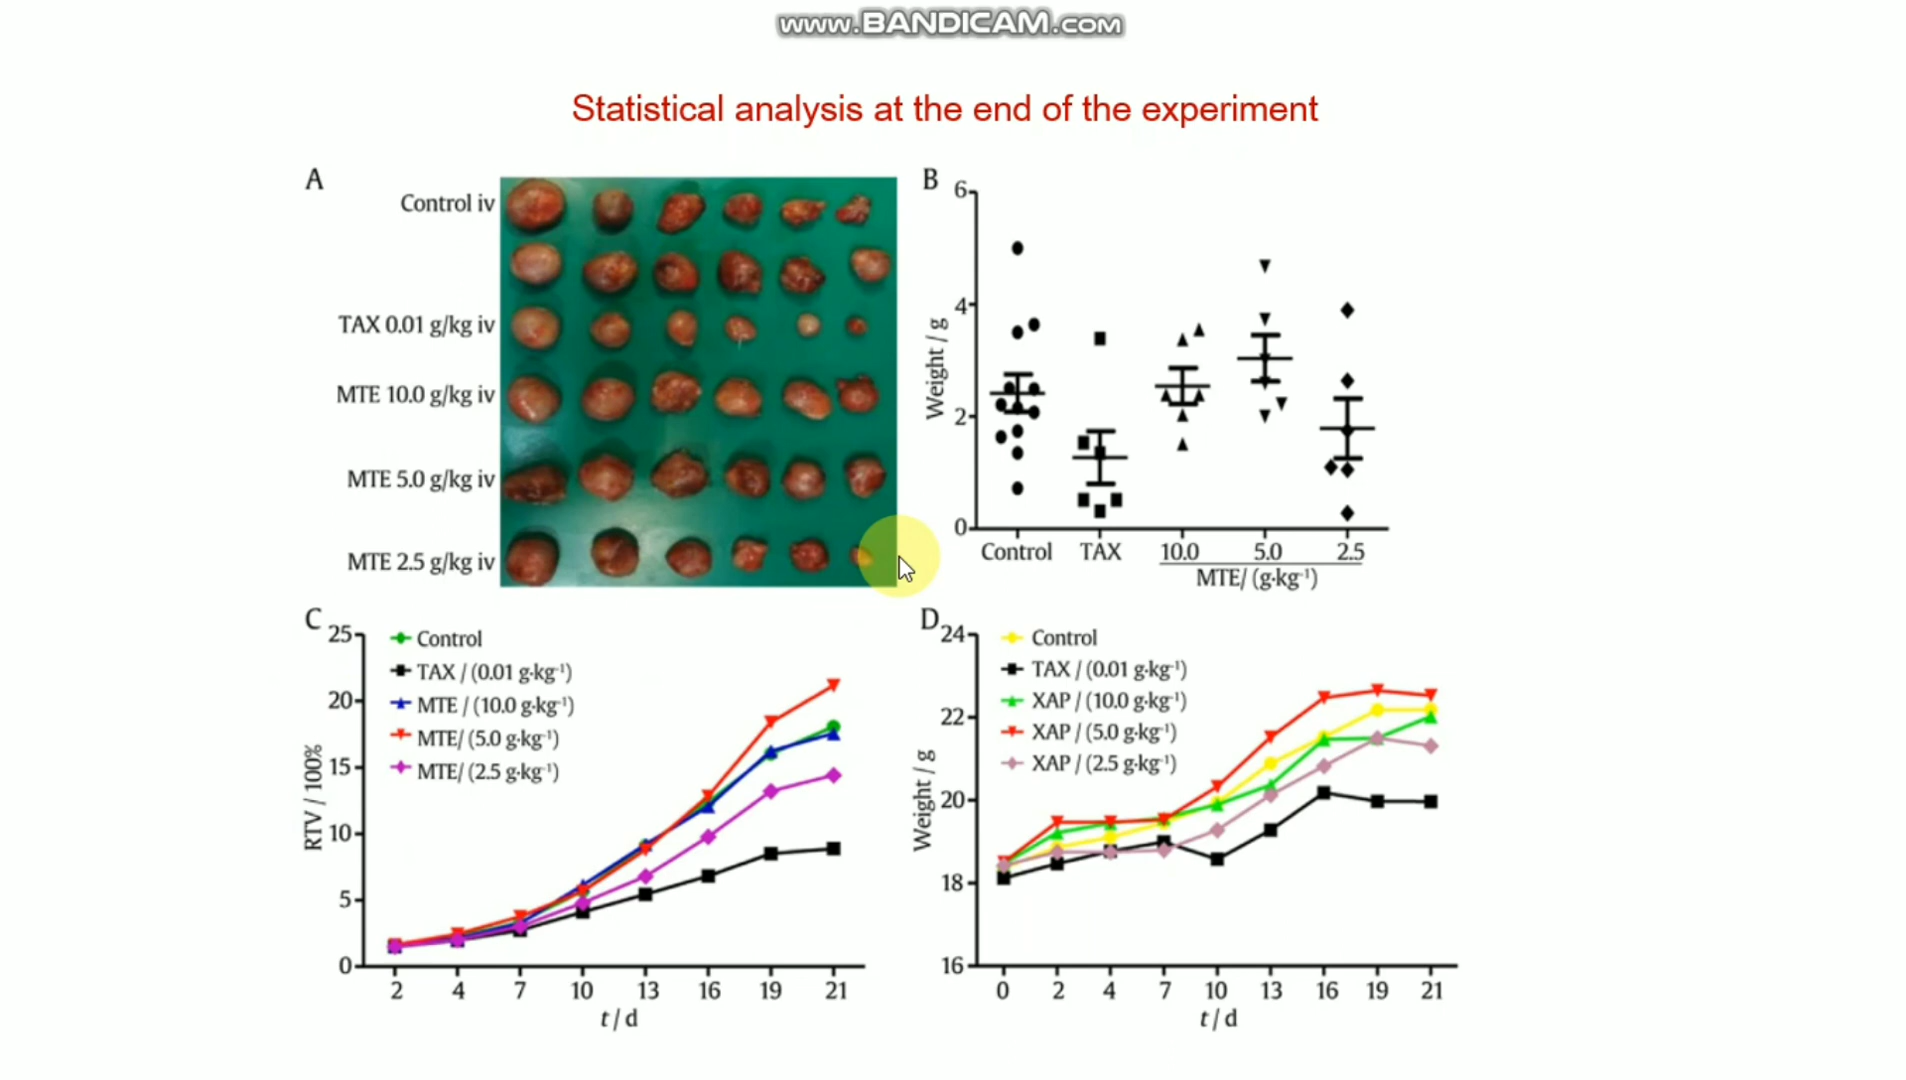 www.BANDICAM.com
Statistical analysis at the end of the experiment
A
Control iv
TAX 0.01 g/kg iv
MTE 10.0 g/kg iv
MTE 5.0 g/kg iv
MTE 2.5 g/kg iv
B
6
4
2
0
Weight / g
Control TAX 10.0 5.0 2.5
MTE/ (g·kg⁻¹)
C
25
20
15
10
5
0
RTV / 100%
Control
TAX / (0.01 g·kg⁻¹)
MTE / (10.0 g·kg⁻¹)
MTE/ (5.0 g·kg⁻¹)
MTE/ (2.5 g·kg⁻¹)
2 4 7 10 13 16 19 21
t / d
D
24
22
20
18
16
Weight / g
Control
TAX / (0.01 g·kg⁻¹)
XAP / (10.0 g·kg⁻¹)
XAP / (5.0 g·kg⁻¹)
XAP / (2.5 g·kg⁻¹)
0 2 4 7 10 13 16 19 21
t / d